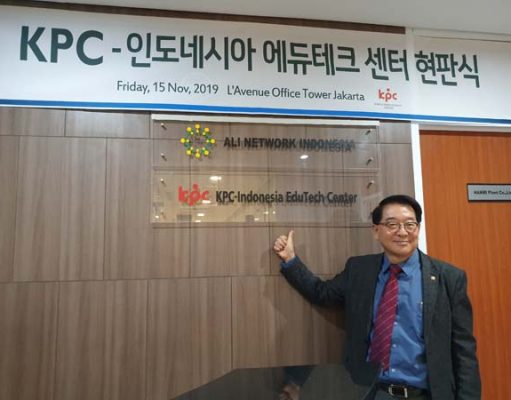 KPC - 인도네시아 에듀테크 센터 현판식
Friday, 15 Nov, 2019 L'Avenue Office Tower Jakarta
kpc
ALI NETWORK INDONESIA
kpc KPC-Indonesia EduTech Center